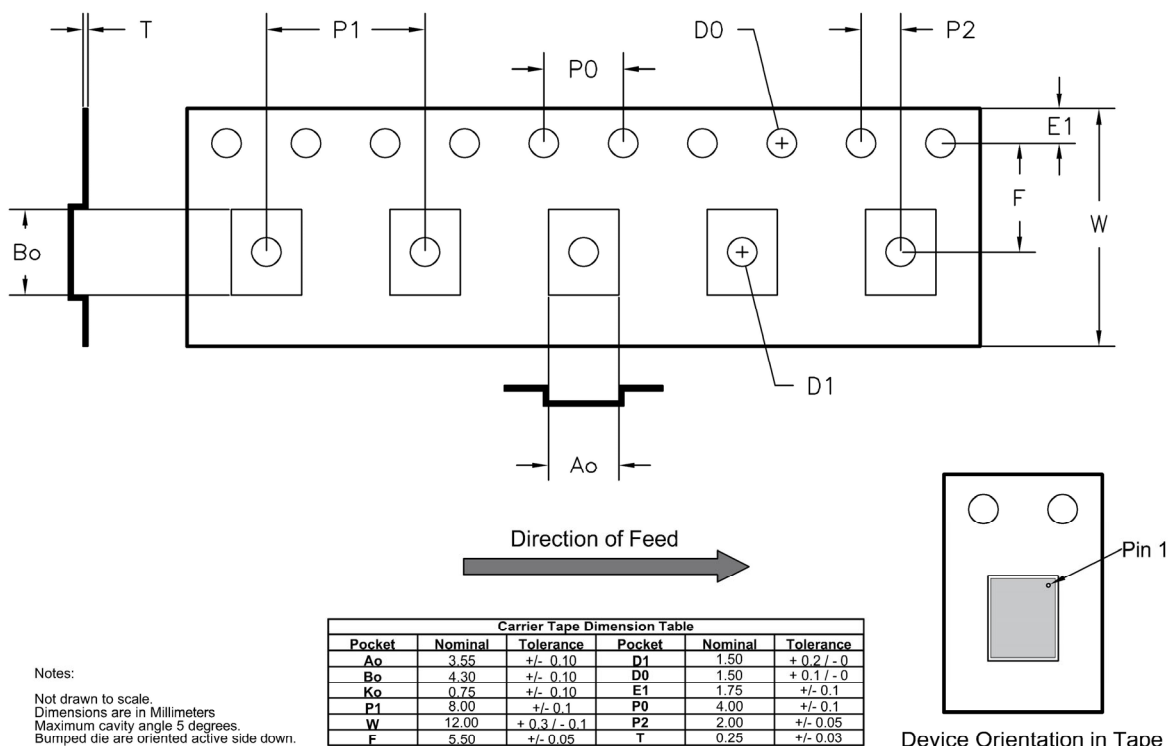 T
P1
D0
P2
P0
E1
F
W
Bo
D1
Ao
Direction of Feed
Pin 1
Carrier Tape Dimension Table
Pocket Nominal Tolerance Pocket Nominal Tolerance
Ao 3.55 +/- 0.10 D1 1.50 + 0.2 / - 0
Bo 4.30 +/- 0.10 D0 1.50 + 0.1 / - 0
Ko 0.75 +/- 0.10 E1 1.75 +/- 0.1
P1 8.00 +/- 0.1 P0 4.00 +/- 0.1
W 12.00 + 0.3 / - 0.1 P2 2.00 +/- 0.05
F 5.50 +/- 0.05 T 0.25 +/- 0.03
Notes:
Not drawn to scale.
Dimensions are in Millimeters
Maximum cavity angle 5 degrees.
Bumped die are oriented active side down.
Device Orientation in Tape